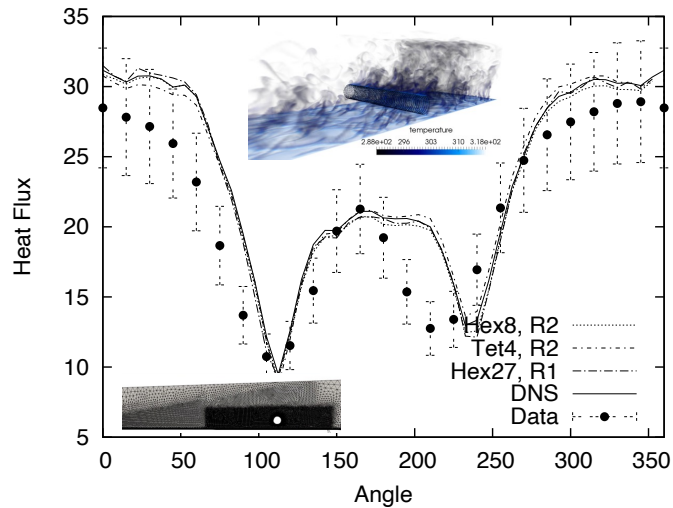 35
30
25
20
15
10
5
Heat Flux
temperature
2.88e+02 296 303 310 3.18e+02
Hex8, R2
Tet4, R2
Hex27, R1
DNS
Data
0 50 100 150 200 250 300 350
Angle